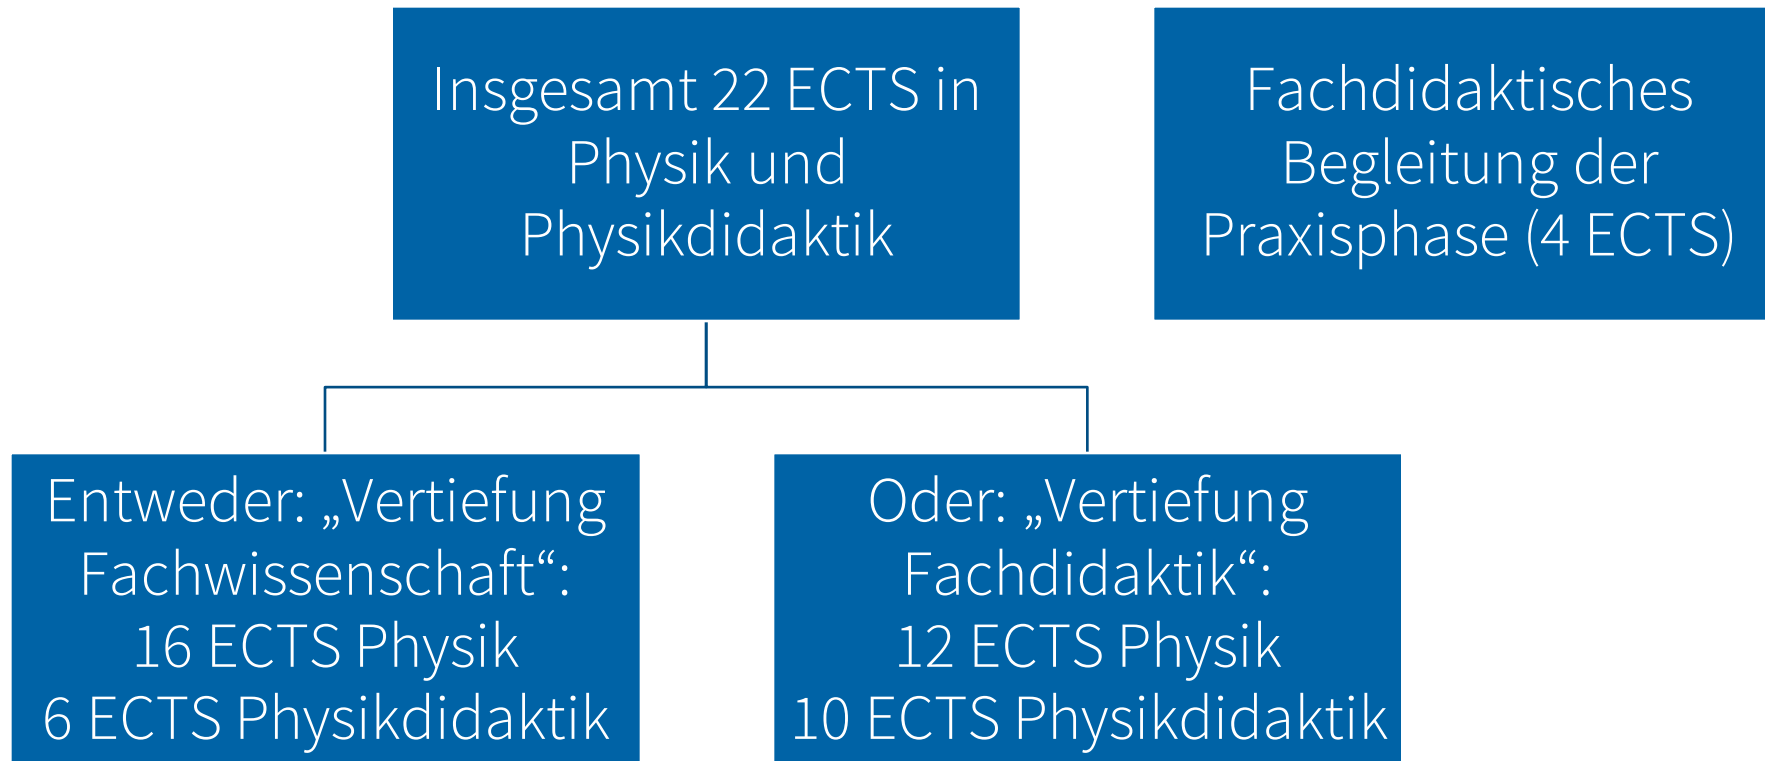 Insgesamt 22 ECTS in
Physik und
Physikdidaktik
Fachdidaktisches
Begleitung der
Praxisphase (4 ECTS)
Entweder: „Vertiefung
Fachwissenschaft“:
16 ECTS Physik
6 ECTS Physikdidaktik
Oder: „Vertiefung
Fachdidaktik“:
12 ECTS Physik
10 ECTS Physikdidaktik